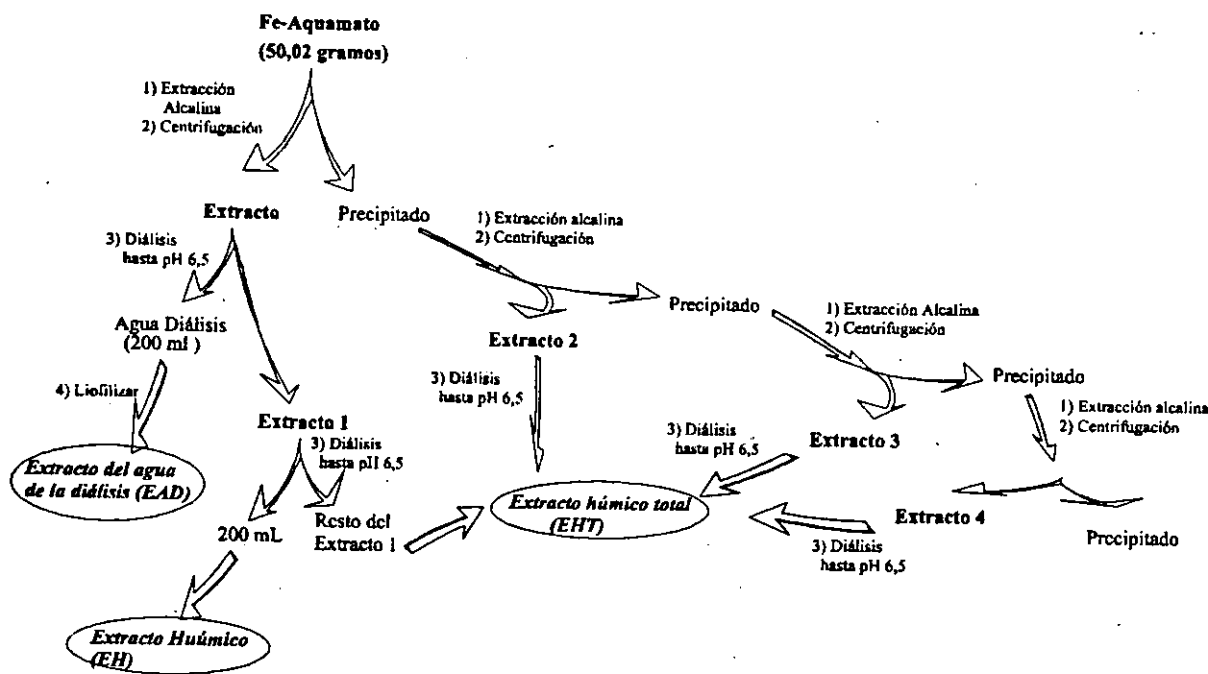 Fe-Aquamato
(50,02 gramos)
1) Extracción
Alcalina
2) Centrifugación
Extracto
Precipitado
1) Extracción alcalina
2) Centrifugación
3) Diálisis
hasta pH 6,5
Agua Diálisis
(200 ml )
4) Liofilizar
Extracto del agua
de la diálisis (EAD)
Extracto 1
3) Diálisis
hasta pH 6,5
200 mL
Resto del
Extracto 1
Extracto Huúmico
(EH)
Extracto 2
3) Diálisis
hasta pH 6,5
Precipitado
1) Extracción Alcalina
2) Centrifugación
Extracto 3
3) Diálisis
hasta pH 6,5
Extracto húmico total
(EHT)
Precipitado
1) Extracción alcalina
2) Centrifugación
Extracto 4
3) Diálisis
hasta pH 6,5
Precipitado